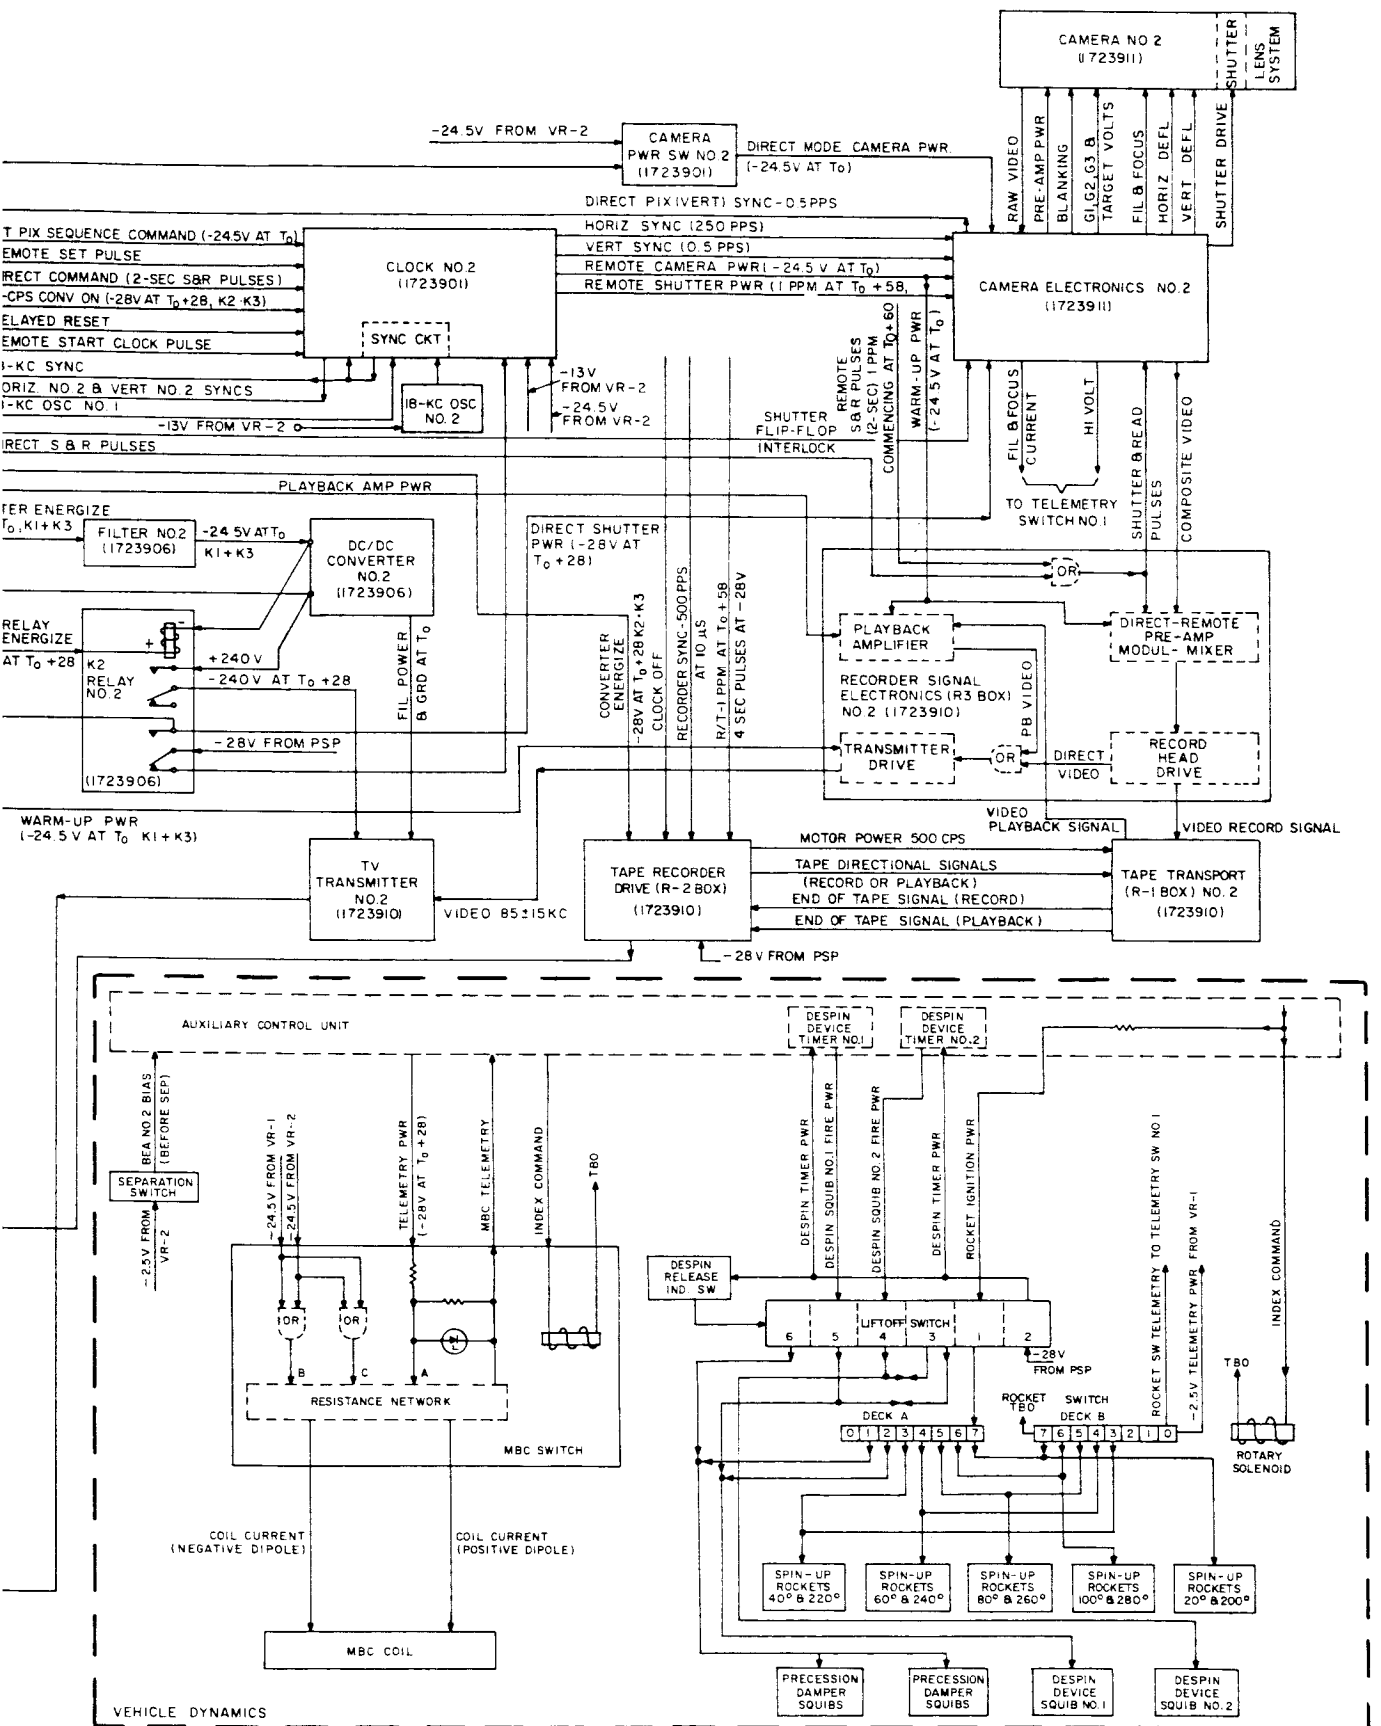 CAMERA NO 2
(1723911)
SHUTTER
LENS
SYSTEM
-24.5V FROM VR-2
CAMERA
PWR SW NO.2
(1723901)
DIRECT MODE CAMERA PWR.
(-24.5V AT To)
RAW VIDEO
PRE-AMP PWR
BLANKING
G1,G2,G3 &
TARGET VOLTS
FIL & FOCUS
HORIZ DEFL
VERT DEFL
SHUTTER DRIVE
DIRECT PIX (VERT) SYNC-0.5PPS
T PIX SEQUENCE COMMAND (-24.5V AT To)
EMOTE SET PULSE
IRECT COMMAND (2-SEC S&R PULSES)
-CPS CONV ON (-28V AT To+28, K2·K3)
ELAYED RESET
EMOTE START CLOCK PULSE
CLOCK NO.2
(1723901)
SYNC CKT
HORIZ SYNC (250 PPS)
VERT SYNC (0.5 PPS)
REMOTE CAMERA PWR (-24.5 V AT To)
REMOTE SHUTTER PWR (1 PPM AT To +58,
CAMERA ELECTRONICS NO.2
(1723911)
-KC SYNC
ORIZ. NO.2 & VERT NO.2 SYNCS
-KC OSC NO.1
-13V FROM VR-2
18-KC OSC
NO.2
-13V
FROM VR-2
-24.5V
FROM VR-2
IRECT S & R PULSES
SHUTTER
FLIP-FLOP
INTERLOCK
REMOTE
S&R PULSES
(2-SEC) 1 PPM
COMMENCING AT To+60
WARM-UP PWR
(-24.5 V AT To)
FIL & FOCUS
CURRENT
HI VOLT
TO TELEMETRY
SWITCH NO.1
SHUTTER & READ
PULSES
COMPOSITE VIDEO
PLAYBACK AMP PWR
TER ENERGIZE
To, K1+K3
FILTER NO.2
(1723906)
-24.5V AT To
K1+K3
DC/DC
CONVERTER
NO.2
(1723906)
DIRECT SHUTTER
PWR (-28V AT
To +28)
OR
RELAY
ENERGIZE
AT To +28
K2
RELAY
NO.2
+
-
+240V
-240V AT To +28
-28V FROM PSP
(1723906)
FIL POWER
& GRD AT To
CONVERTER
ENERGIZE
-28V AT To+28 K2·K3
CLOCK OFF
RECORDER SYNC-500PPS
AT 10 μS
R/T-1 PPM AT To +58
4 SEC PULSES AT -28V
PLAYBACK
AMPLIFIER
DIRECT-REMOTE
PRE-AMP
MODUL- MIXER
RECORDER SIGNAL
ELECTRONICS (R3 BOX)
NO.2 (1723910)
PB VIDEO
TRANSMITTER
DRIVE
OR
DIRECT
VIDEO
RECORD
HEAD
DRIVE
WARM-UP PWR
(-24.5 V AT To K1+K3)
VIDEO
PLAYBACK SIGNAL
VIDEO RECORD SIGNAL
TV
TRANSMITTER
NO.2
(1723910)
VIDEO 85±15KC
TAPE RECORDER
DRIVE (R-2 BOX)
(1723910)
MOTOR POWER 500 CPS
TAPE DIRECTIONAL SIGNALS
(RECORD OR PLAYBACK)
END OF TAPE SIGNAL (RECORD)
END OF TAPE SIGNAL (PLAYBACK)
TAPE TRANSPORT
(R-1 BOX) NO. 2
(1723910)
-28V FROM PSP
AUXILIARY CONTROL UNIT
DESPIN
DEVICE
TIMER NO.1
DESPIN
DEVICE
TIMER NO.2
BEA NO.2 BIAS
(BEFORE SEP)
SEPARATION
SWITCH
-2.5V FROM
VR-2
-24.5V FROM VR-1
-24.5V FROM VR-2
TELEMETRY PWR
(-28V AT To +28)
MBC TELEMETRY
INDEX COMMAND
TBO
DESPIN TIMER PWR
DESPIN SQUIB NO.1 FIRE PWR
DESPIN SQUIB NO. 2 FIRE PWR
DESPIN TIMER PWR
ROCKET IGNITION PWR
ROCKET SW TELEMETRY TO TELEMETRY SW NO.1
-2.5V TELEMETRY PWR FROM VR-1
INDEX COMMAND
DESPIN
RELEASE
IND. SW
LIFTOFF SWITCH
6 5 4 3 1 2
-28V
FROM PSP
OR
OR
B C A
RESISTANCE NETWORK
MBC SWITCH
DECK A
0 1 2 3 4 5 6 7
ROCKET
TBO
SWITCH
DECK B
7 6 5 4 3 2 1 0
TBO
ROTARY
SOLENOID
COIL CURRENT
(NEGATIVE DIPOLE)
COIL CURRENT
(POSITIVE DIPOLE)
SPIN-UP
ROCKETS
40° & 220°
SPIN-UP
ROCKETS
60° & 240°
SPIN-UP
ROCKETS
80° & 260°
SPIN-UP
ROCKETS
100° & 280°
SPIN-UP
ROCKETS
20° & 200°
MBC COIL
PRECESSION
DAMPER
SQUIBS
PRECESSION
DAMPER
SQUIBS
DESPIN
DEVICE
SQUIB NO.1
DESPIN
DEVICE
SQUIB NO.2
VEHICLE DYNAMICS